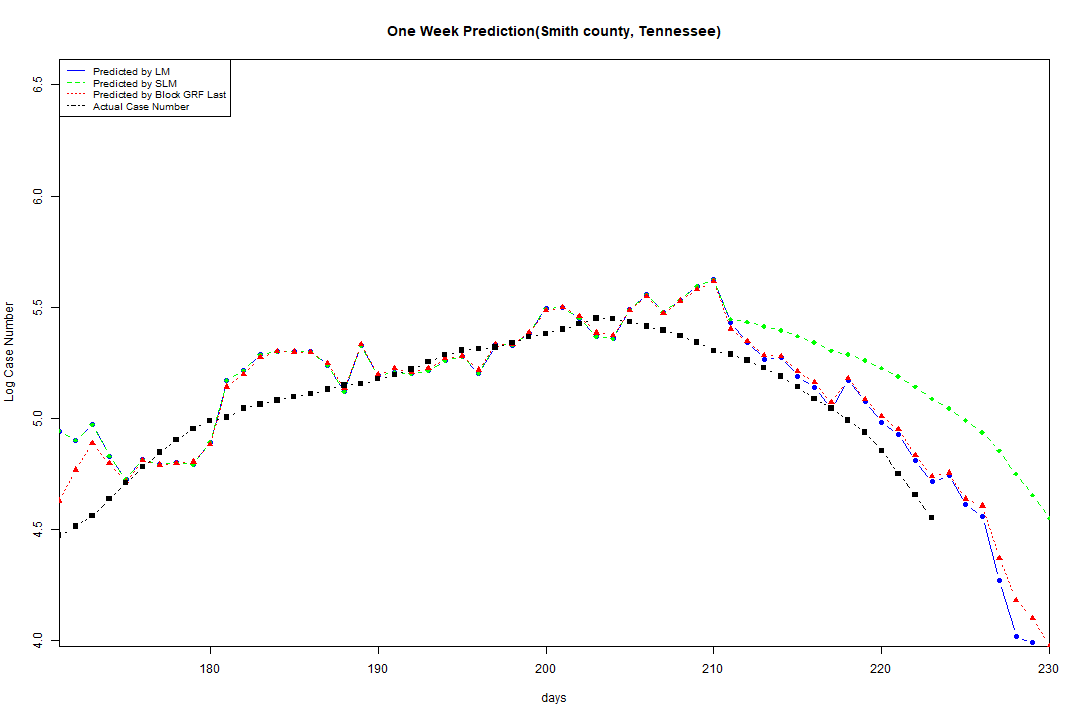 One Week Prediction(Smith county, Tennessee)
Predicted by LM
Predicted by SLM
Predicted by Block GRF Last
Actual Case Number
6.5
6.0
5.5
5.0
4.5
4.0
Log Case Number
180 190 200 210 220 230
days